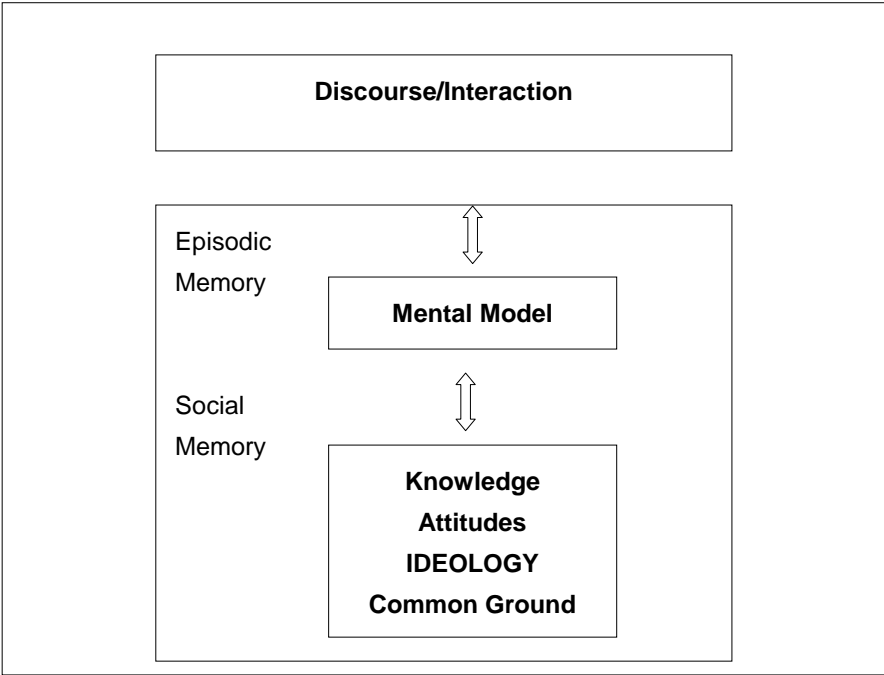 Discourse/Interaction
Episodic
Memory
Mental Model
Social
Memory
Knowledge
Attitudes
IDEOLOGY
Common Ground